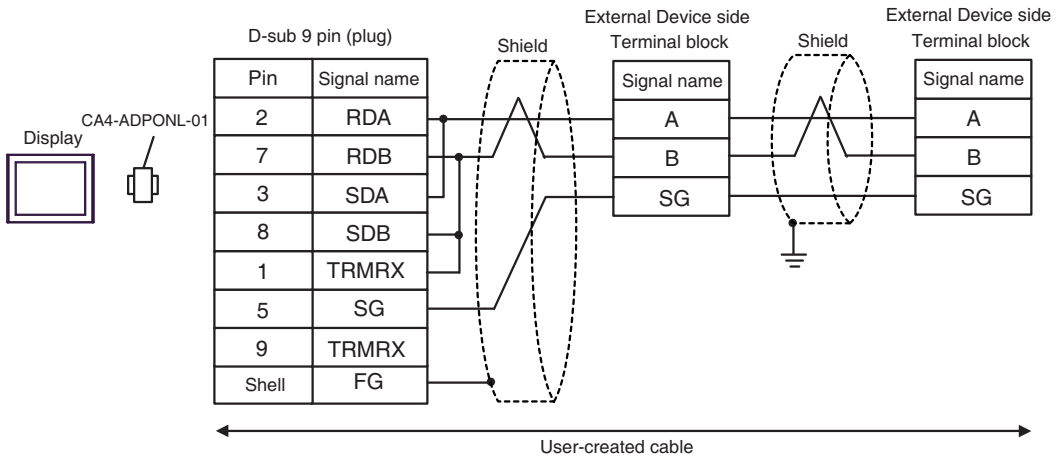 External Device side
External Device side
D-sub 9 pin (plug)
Shield
Terminal block
Shield
Terminal block
Pin Signal name
Signal name
Signal name
2 RDA
A
A
CA4-ADPONL-01
Display
7 RDB
B
B
3 SDA
SG
SG
8 SDB
1 TRMRX
5 SG
9 TRMRX
Shell FG
User-created cable